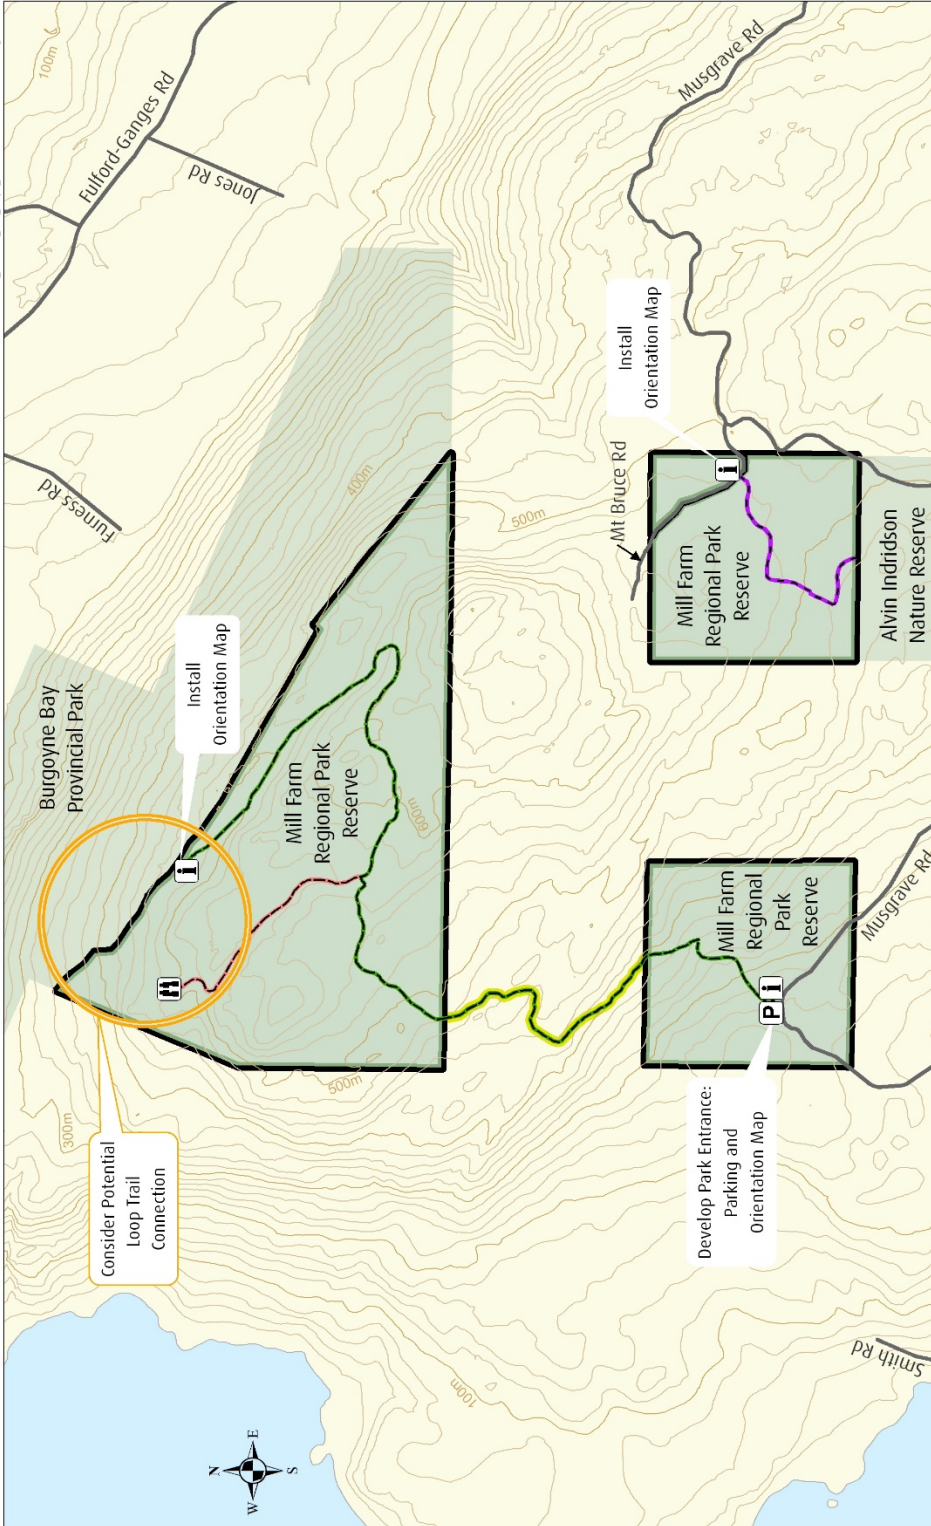 100m
Fulford-Ganges Rd
Jones Rd
Furness Rd
Burgoyne Bay
Provincial Park
Install
Orientation Map
400m
500m
Mill Farm
Regional Park
Reserve
600m
Consider Potential
Loop Trail
Connection
300m
500m
N
W
E
S
Musgrave Rd
Install
Orientation Map
Mt Bruce Rd
Mill Farm
Regional Park
Reserve
Alvin Indridson
Nature Reserve
Mill Farm
Regional
Park
Reserve
Musgrave Rd
P
i
i
i
Develop Park Entrance:
Parking and
Orientation Map
100m
Smith Rd